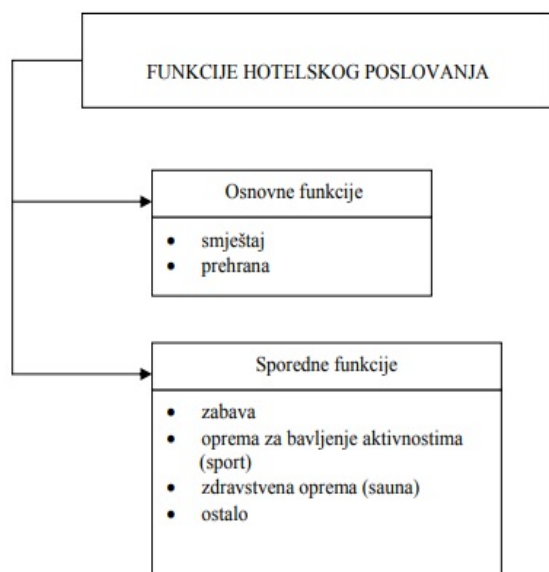 FUNKCIJE HOTELSKOG POSLOVANJA
Osnovne funkcije
• smještaj
• prehrana
Sporedne funkcije
• zabava
• oprema za bavljenje aktivnostima
(sport)
• zdravstvena oprema (sauna)
• ostalo